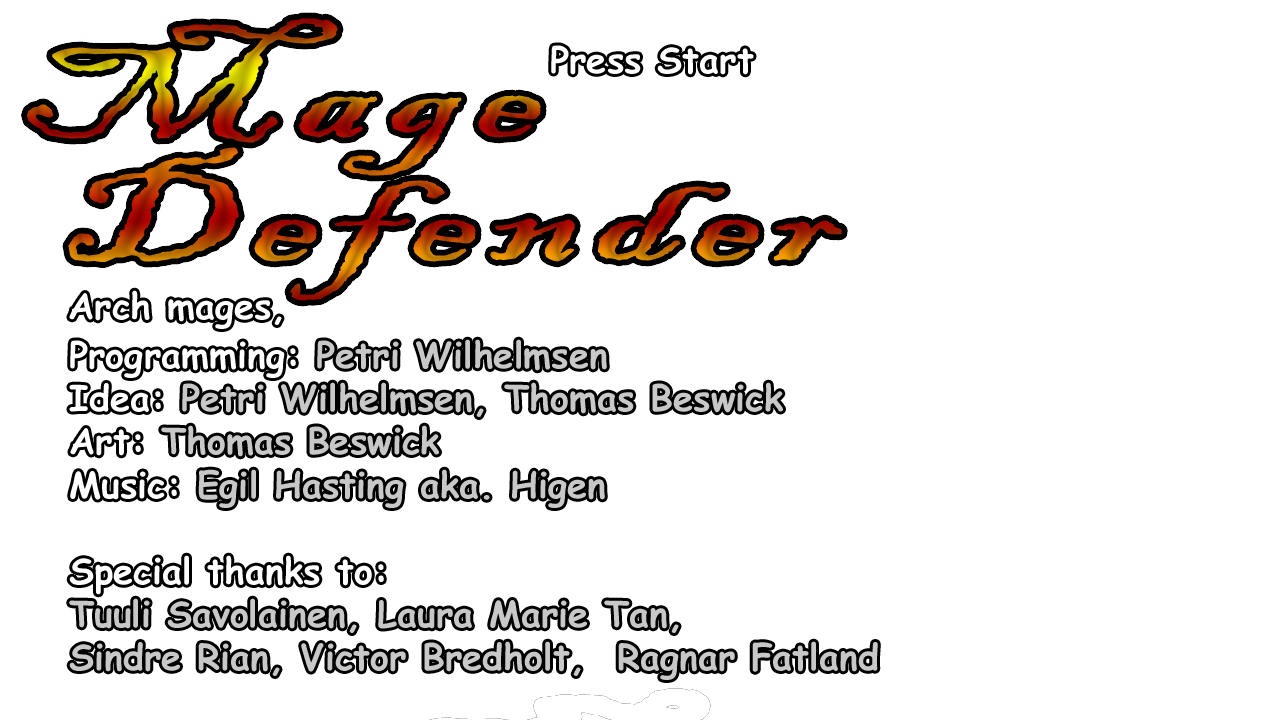 Mage
Press Start
Defender
Arch mages,
Programming: Petri Wilhelmsen
Idea: Petri Wilhelmsen, Thomas Beswick
Art: Thomas Beswick
Music: Egil Hasting aka. Higen
Special thanks to:
Tuuli Savolainen, Laura Marie Tan,
Sindre Rian, Victor Bredholt,  Ragnar Fatland